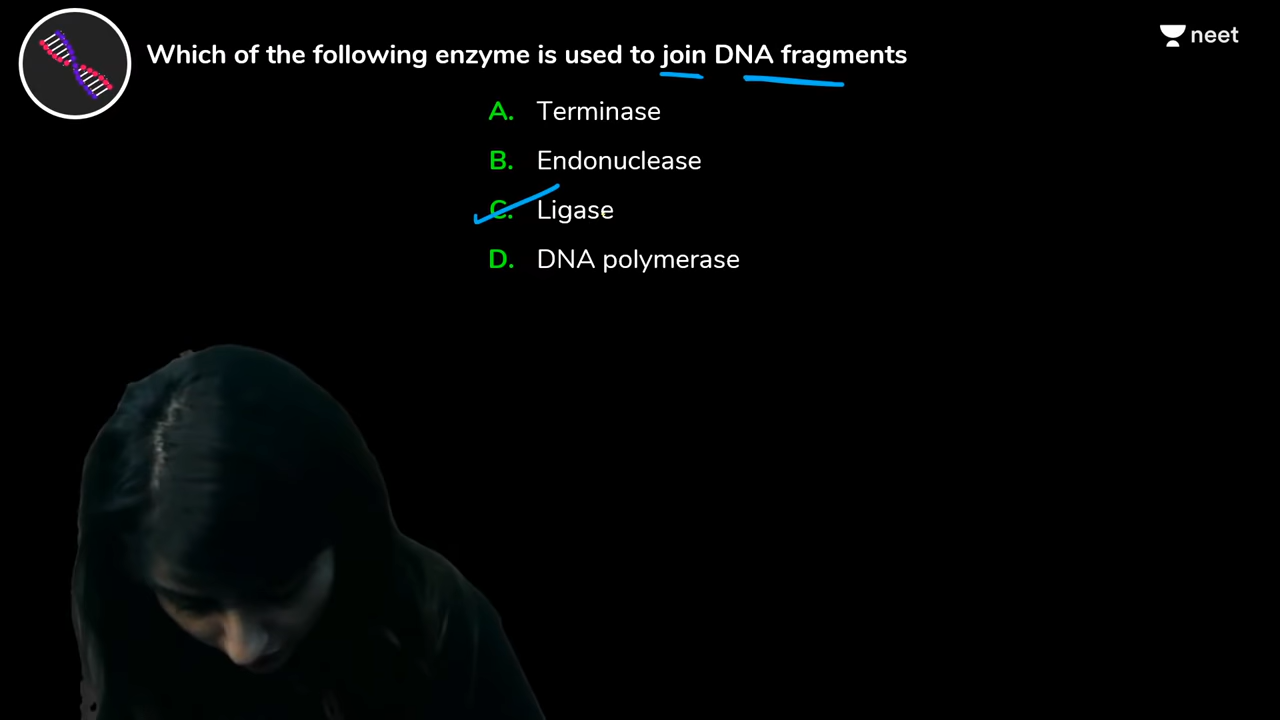 Which of the following enzyme is used to join DNA fragments
neet
A. Terminase
B. Endonuclease
C. Ligase
D. DNA polymerase